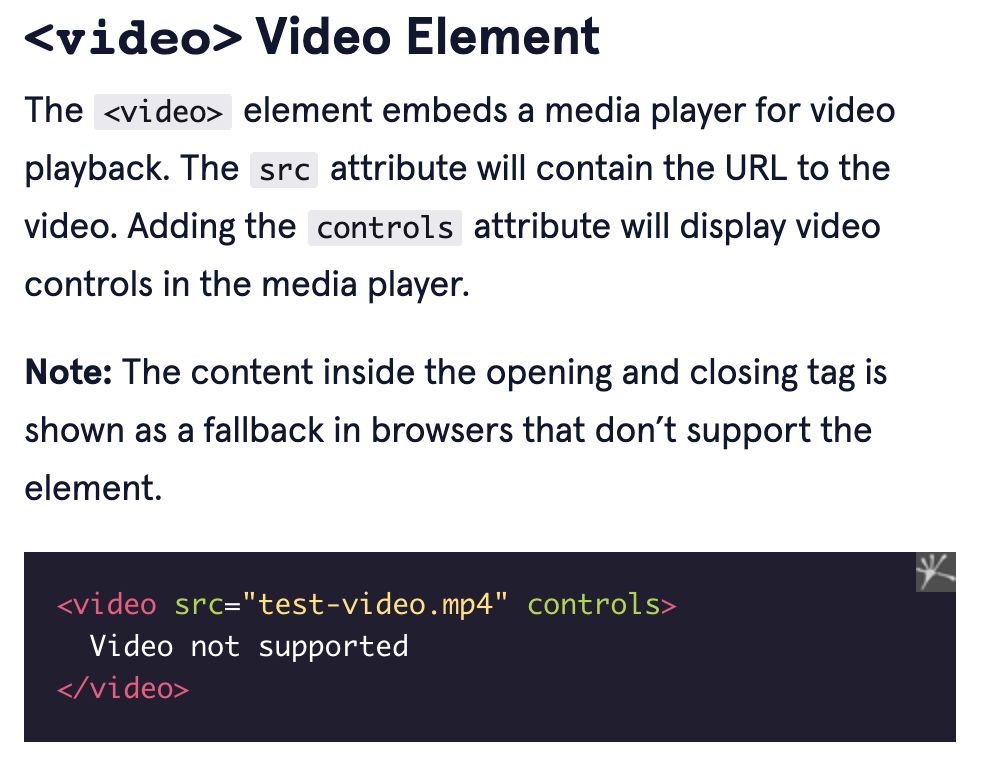 <video> Video Element
The <video> element embeds a media player for video
playback. The src attribute will contain the URL to the
video. Adding the controls attribute will display video
controls in the media player.
Note: The content inside the opening and closing tag is
shown as a fallback in browsers that don’t support the
element.
<video src="test-video.mp4" controls>
  Video not supported
</video>